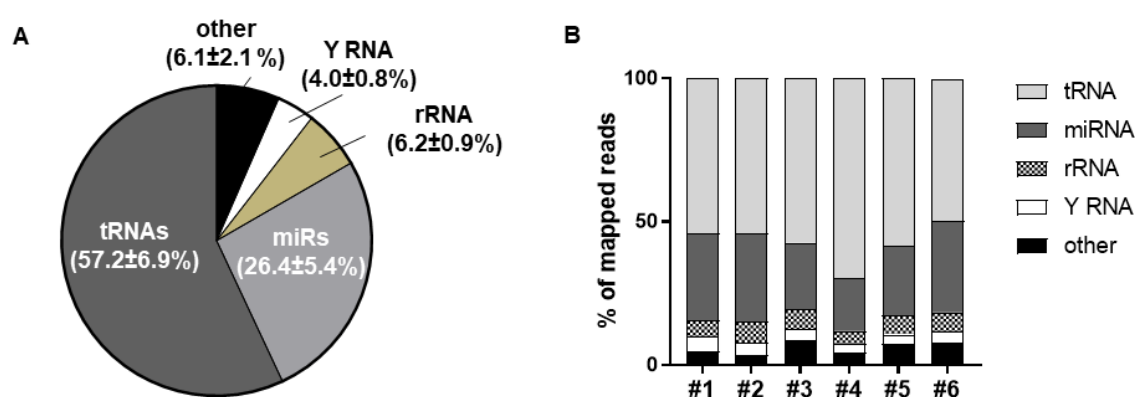 A
other
(6.1±2.1 %)
Y RNA
(4.0±0.8%)
rRNA
(6.2±0.9%)
tRNAs
(57.2±6.9%)
miRs
(26.4±5.4%)
B
% of mapped reads
100
50
0
#1 #2 #3 #4 #5 #6
tRNA
miRNA
rRNA
Y RNA
other